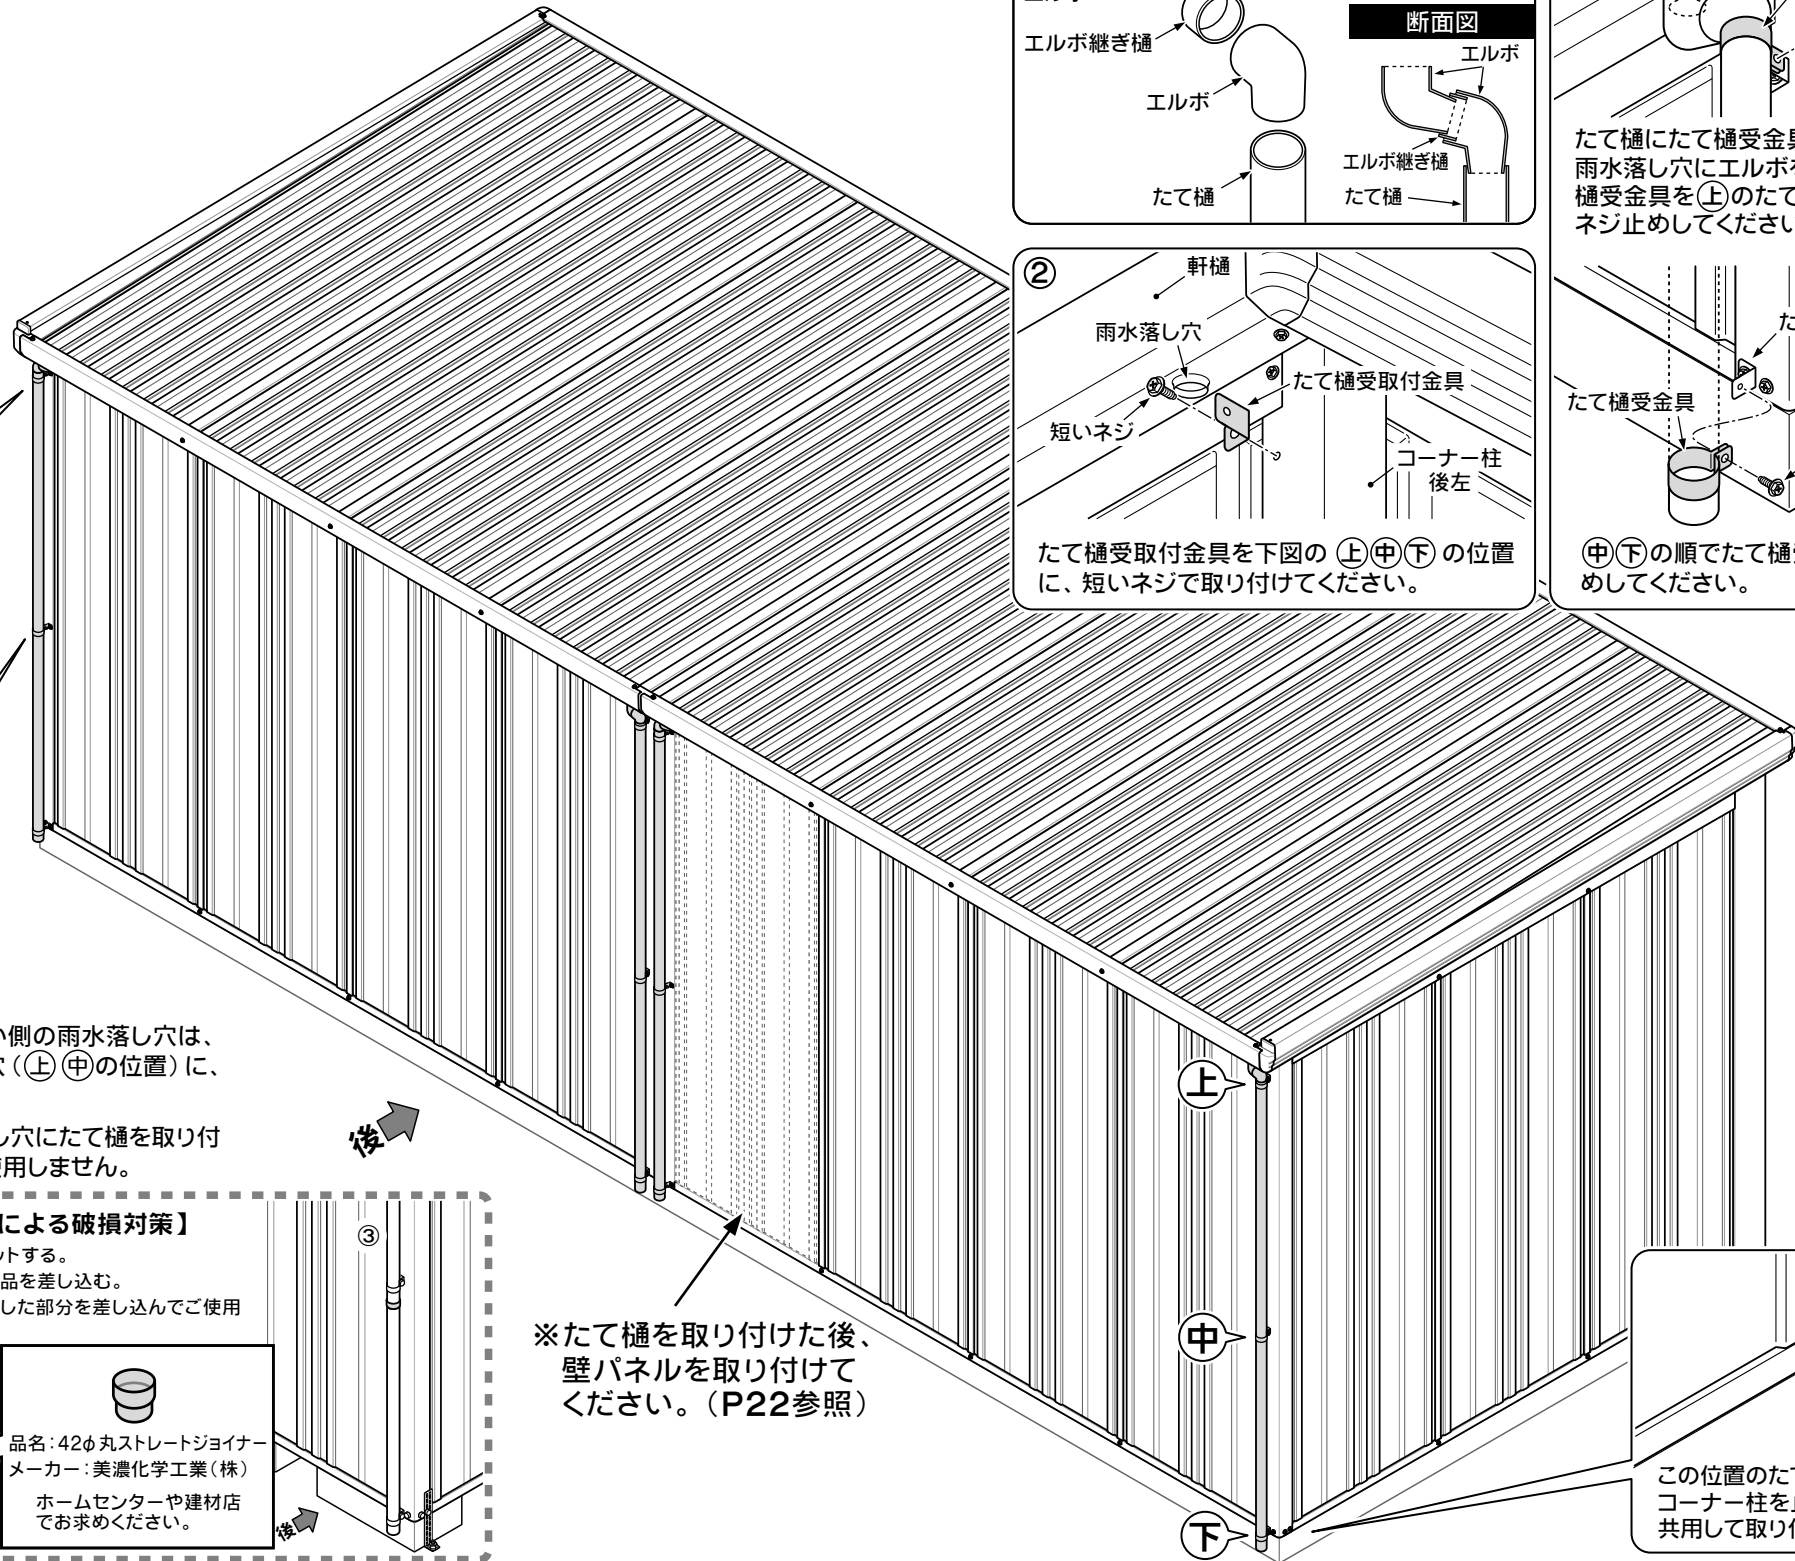 エルボ継ぎ樋
エルボ
たて樋
断面図
エルボ
エルボ継ぎ樋
たて樋
②
軒樋
雨水落し穴
たて樋受取付金具
短いネジ
コーナー柱
後左
たて樋受取付金具を下図の 上中下 の位置
に、短いネジで取り付けてください。
たて樋にたて樋受金具
雨水落し穴にエルボを
樋受金具を上のたて
ネジ止めしてください
た
たて樋受金具
中下の順でたて樋受
めしてください。
い側の雨水落し穴は、
穴（上 中の位置）に、
し穴にたて樋を取り付
使用しません。
後
による破損対策】
ットする。
品を差し込む。
した部分を差し込んでご使用
③
品名：42φ丸ストレートジョイナー
メーカー：美濃化学工業（株）
ホームセンターや建材店
でお求めください。
後
※たて樋を取り付けた後、
壁パネルを取り付けて
ください。（P22参照）
上
中
下
この位置のたて
コーナー柱を
共用して取り付